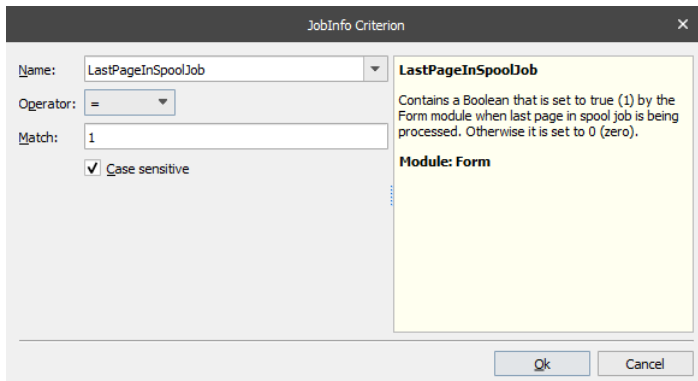 JobInfo Criterion
Name:
LastPageInSpoolJob
Operator:
=
Match:
1
Case sensitive
LastPageInSpoolJob
Contains a Boolean that is set to true (1) by the
Form module when last page in spool job is being
processed. Otherwise it is set to 0 (zero).
Module: Form
Ok
Cancel